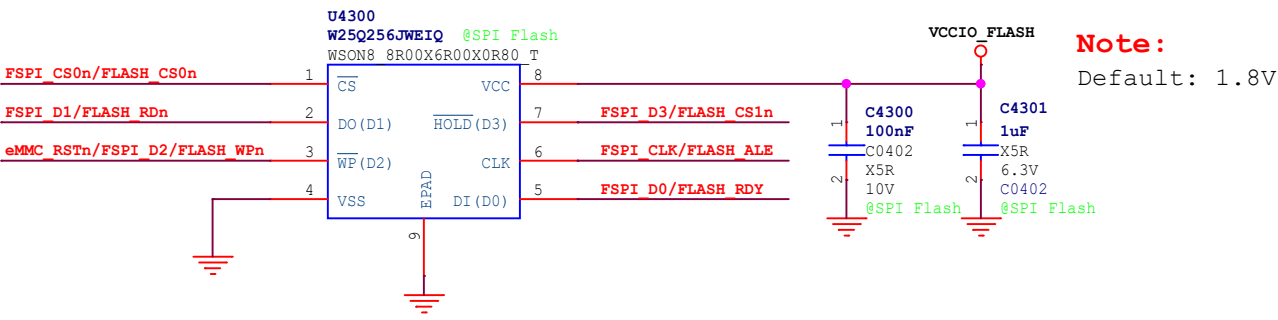 U4300
W25Q256JWEIQ @SPI Flash
WSON8_8R00X6R00X0R80_T
VCCIO_FLASH
Note:
Default: 1.8V
FSPI_CS0n/FLASH_CS0n 1 CS VCC 8
FSPI_D1/FLASH_RDn 2 DO(D1) HOLD(D3) 7 FSPI_D3/FLASH_CS1n
eMMC_RSTn/FSPI_D2/FLASH_WPn 3 WP(D2) CLK 6 FSPI_CLK/FLASH_ALE
4 VSS EPAD DI(D0) 5 FSPI_D0/FLASH_RDY
9
C4300
100nF
1
C0402
X5R
2
10V
@SPI Flash
C4301
1uF
1
X5R
6.3V
2
C0402
@SPI Flash